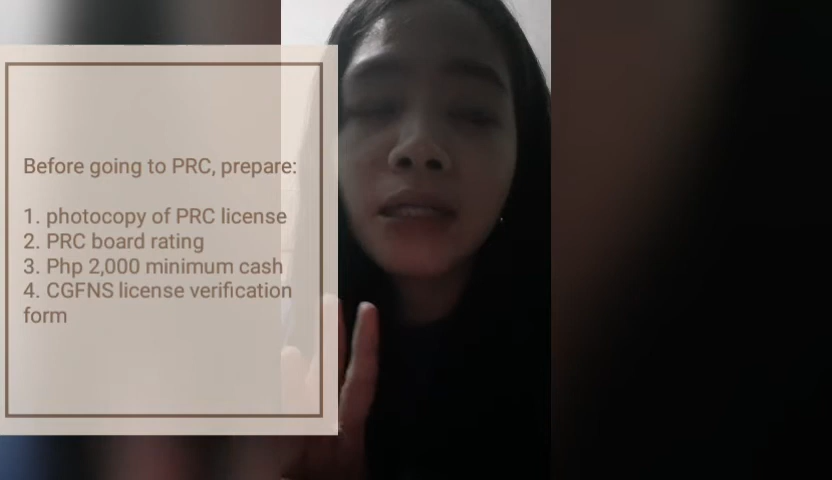 Before going to PRC, prepare:
1. photocopy of PRC license
2. PRC board rating
3. Php 2,000 minimum cash
4. CGFNS license verification
form